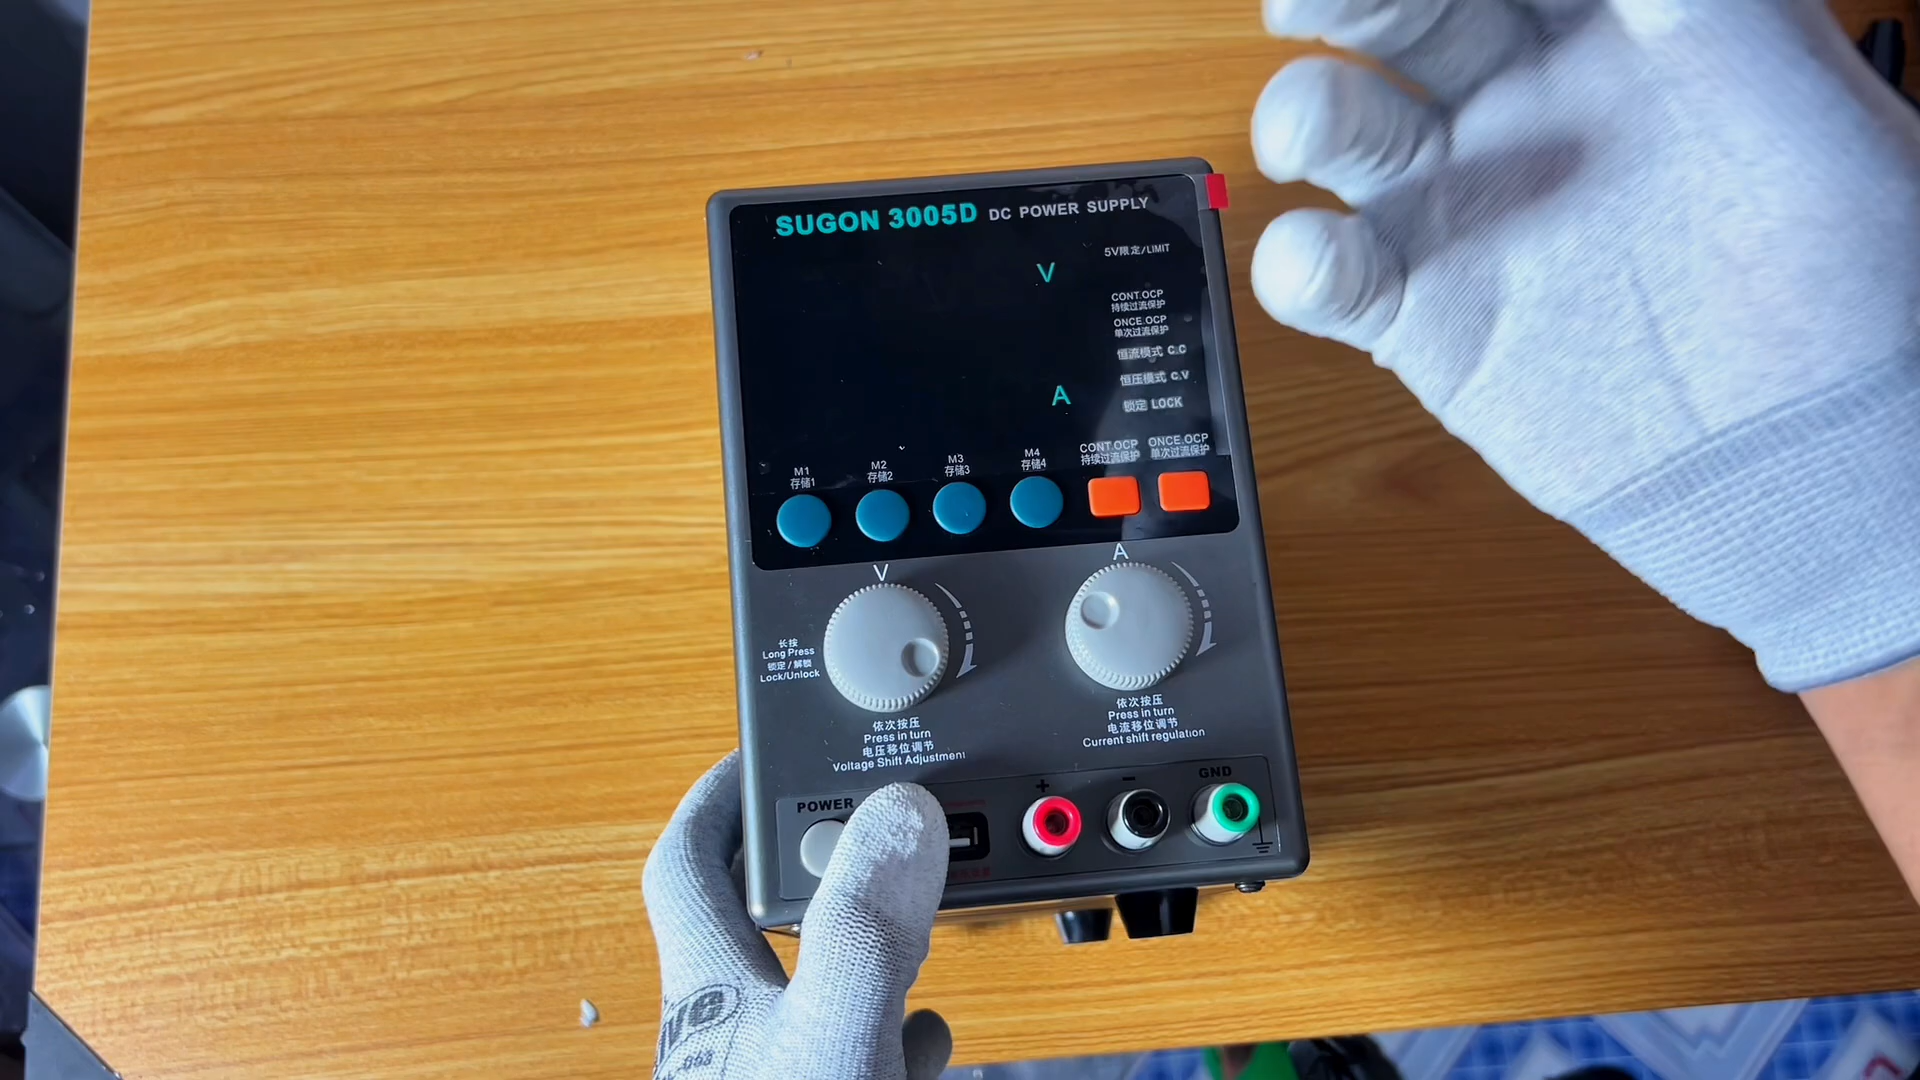 SUGON 3005D DC POWER SUPPLY
5V限定/LIMIT
V
CONT.OCP
持续过流保护
ONCE.OCP
单次过流保护
恒流模式 C.C
恒压模式 C.V
A
锁定 LOCK
M1
存储1
M2
存储2
M3
存储3
M4
存储4
CONT.OCP
持续过流保护
ONCE.OCP
单次过流保护
V
A
长按
Long Press
锁定/解锁
Lock/Unlock
依次按压
Press in turn
电压移位调节
Voltage Shift Adjustment
依次按压
Press in turn
电流移位调节
Current shift regulation
POWER
+
-
GND